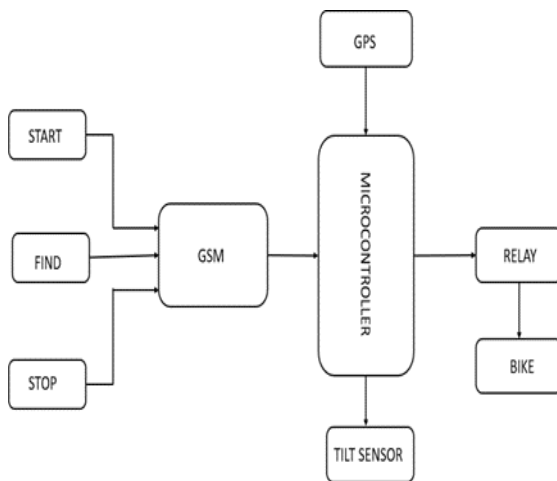 GPS
START
MICROCONTROLLER
GSM
FIND
RELAY
STOP
BIKE
TILT SENSOR